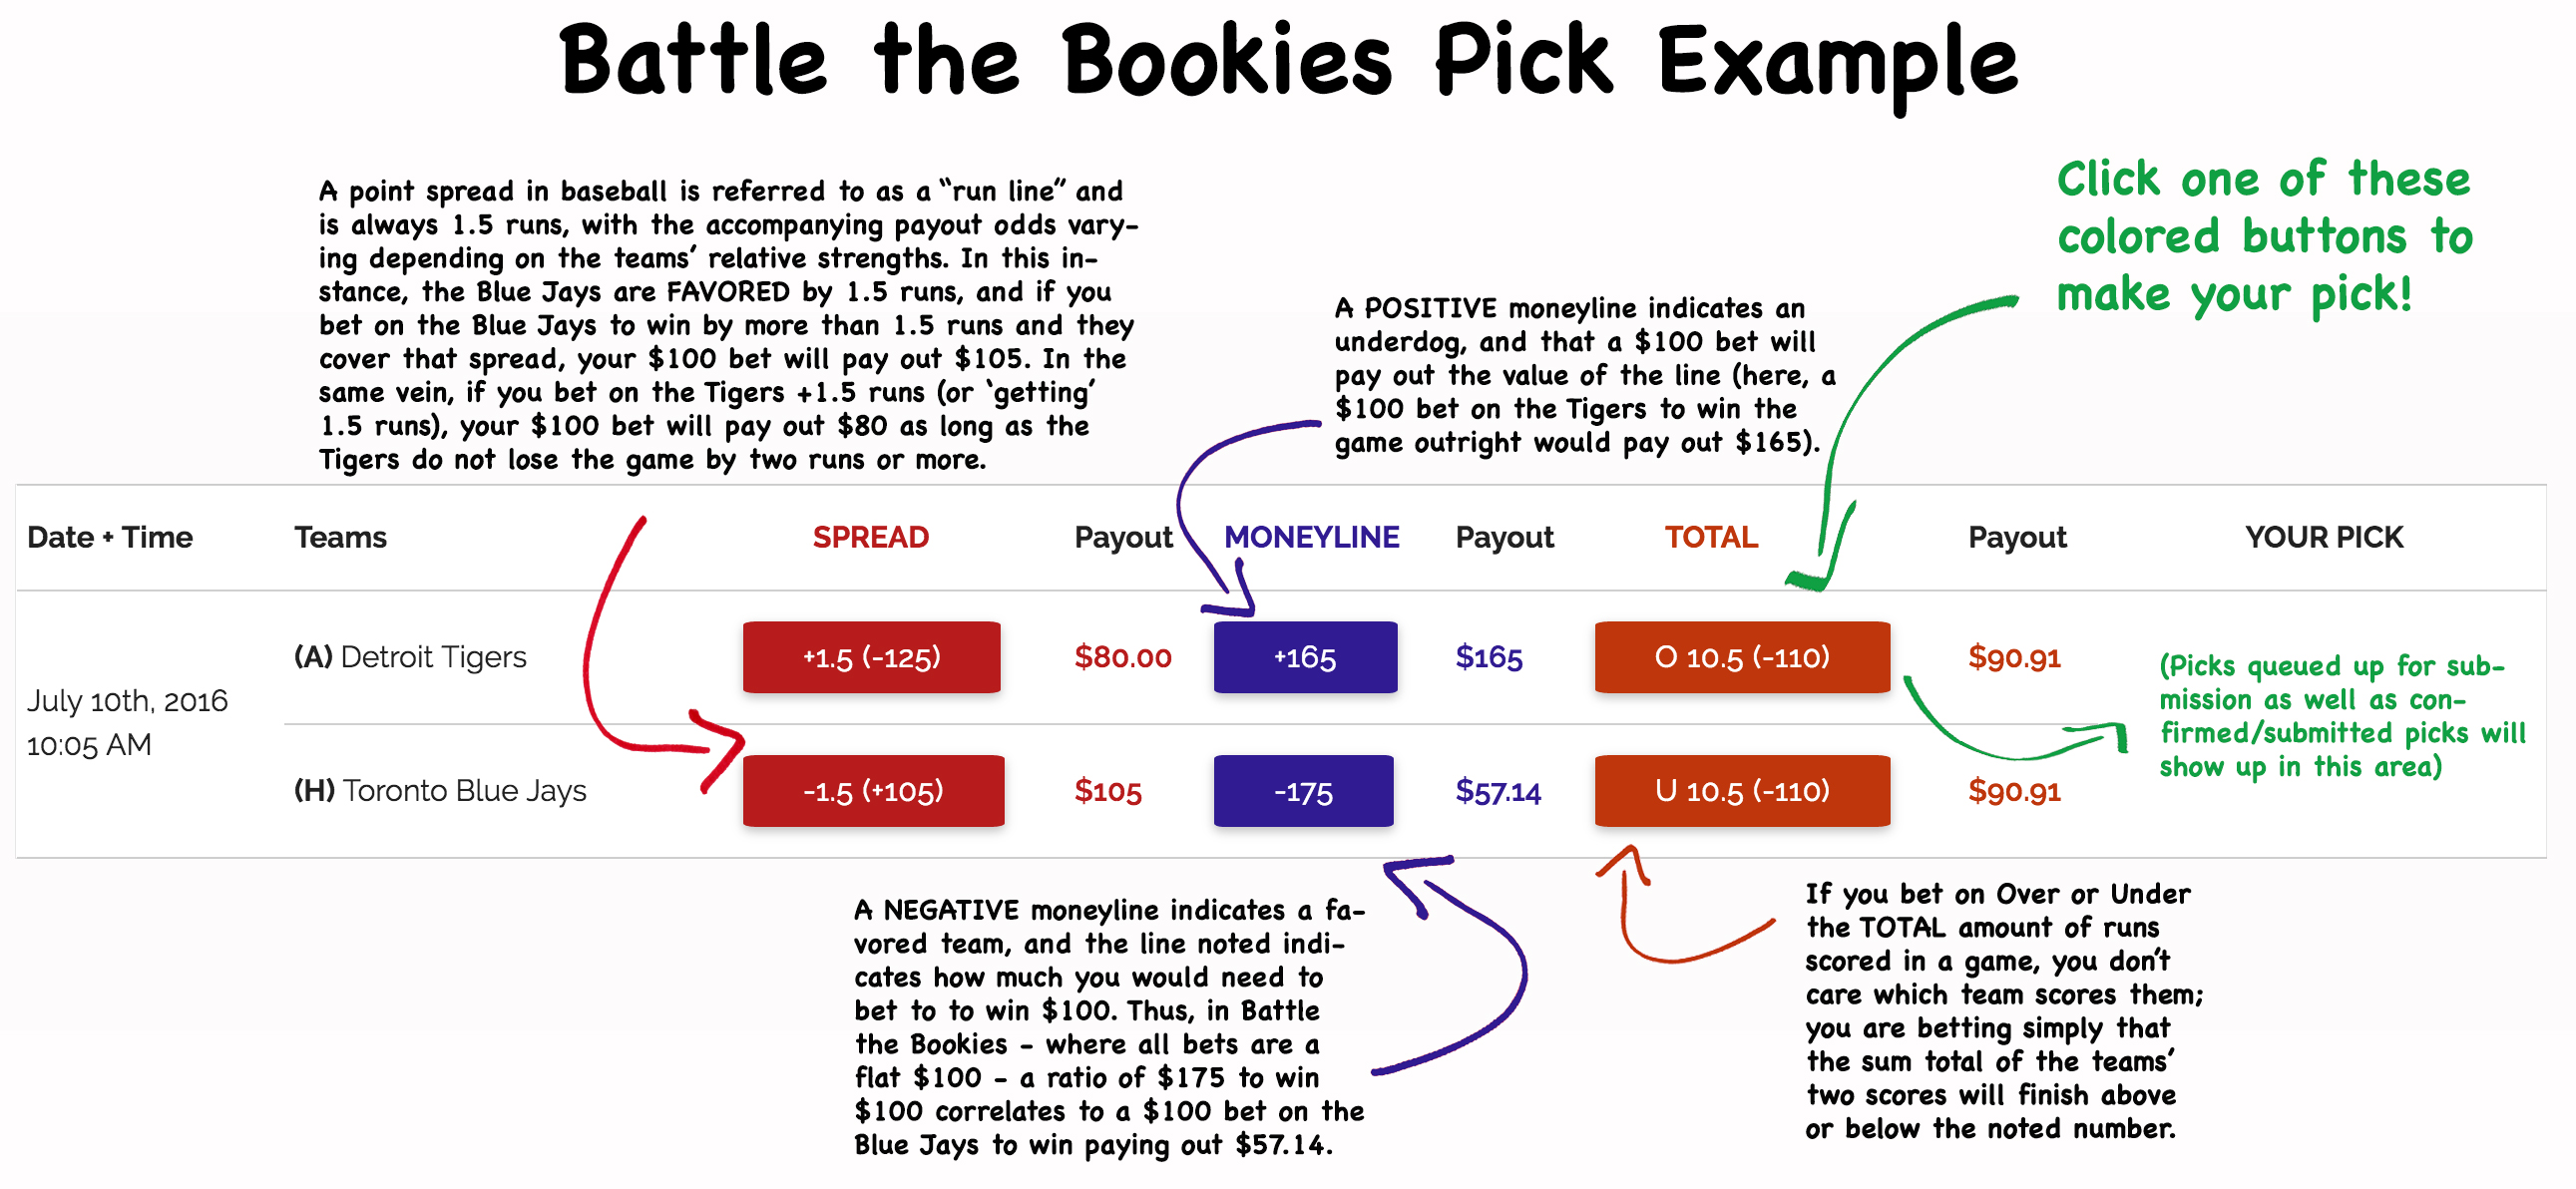 Battle the Bookies Pick Example
A point spread in baseball is referred to as a “run line” and
is always 1.5 runs, with the accompanying payout odds vary-
ing depending on the teams’ relative strengths. In this in-
stance, the Blue Jays are FAVORED by 1.5 runs, and if you
bet on the Blue Jays to win by more than 1.5 runs and they
cover that spread, your $100 bet will pay out $105. In the
same vein, if you bet on the Tigers +1.5 runs (or ‘getting’
1.5 runs), your $100 bet will pay out $80 as long as the
Tigers do not lose the game by two runs or more.
A POSITIVE moneyline indicates an
underdog, and that a $100 bet will
pay out the value of the line (here, a
$100 bet on the Tigers to win the
game outright would pay out $165).
Click one of these
colored buttons to
make your pick!
Date + Time Teams SPREAD Payout MONEYLINE Payout TOTAL Payout YOUR PICK
July 10th, 2016
10:05 AM
(A) Detroit Tigers +1.5 (-125) $80.00 +165 $165 O 10.5 (-110) $90.91
(H) Toronto Blue Jays -1.5 (+105) $105 -175 $57.14 U 10.5 (-110) $90.91
(Picks queued up for sub-
mission as well as con-
firmed/submitted picks will
show up in this area)
A NEGATIVE moneyline indicates a fa-
vored team, and the line noted indi-
cates how much you would need to
bet to to win $100. Thus, in Battle
the Bookies - where all bets are a
flat $100 - a ratio of $175 to win
$100 correlates to a $100 bet on the
Blue Jays to win paying out $57.14.
If you bet on Over or Under
the TOTAL amount of runs
scored in a game, you don’t
care which team scores them;
you are betting simply that
the sum total of the teams’
two scores will finish above
or below the noted number.